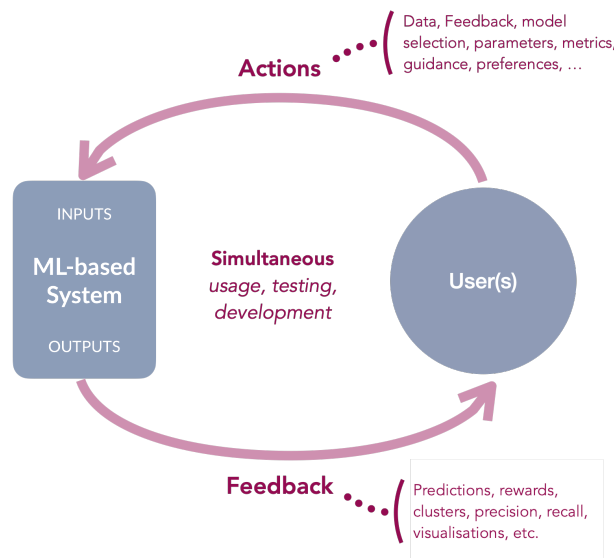 Data, Feedback, model
selection, parameters, metrics,
guidance, preferences, ...
Actions
INPUTS
ML-based
System
OUTPUTS
Simultaneous
usage, testing,
development
User(s)
Feedback
Predictions, rewards,
clusters, precision, recall,
visualisations, etc.